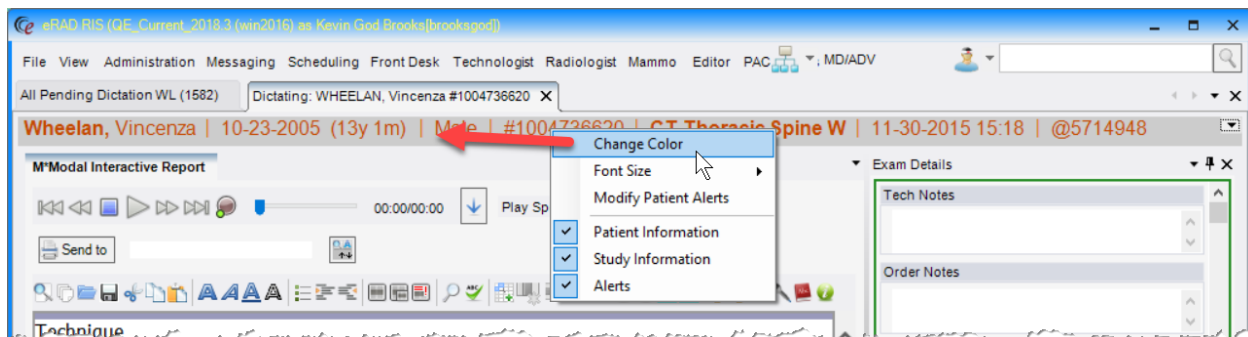 eRAD RIS (QE_Current_2018.3 (win2016) as Kevin God Brooks[brooksgod])
File View Administration Messaging Scheduling Front Desk Technologist Radiologist Mammo Editor PAC ; MD/ADV
All Pending Dictation WL (1582) Dictating: WHEELAN, Vincenza #1004736620 X
Wheelan, Vincenza | 10-23-2005 (13y 1m) | Male | #1004736620 | CT Thoracis Spine W | 11-30-2015 15:18 | @5714948
Change Color
M*Modal Interactive Report
Exam Details
Font Size
Modify Patient Alerts
Tech Notes
00:00/00:00 Play Sp
Patient Information
Send to
Study Information
Order Notes
Alerts
Technique